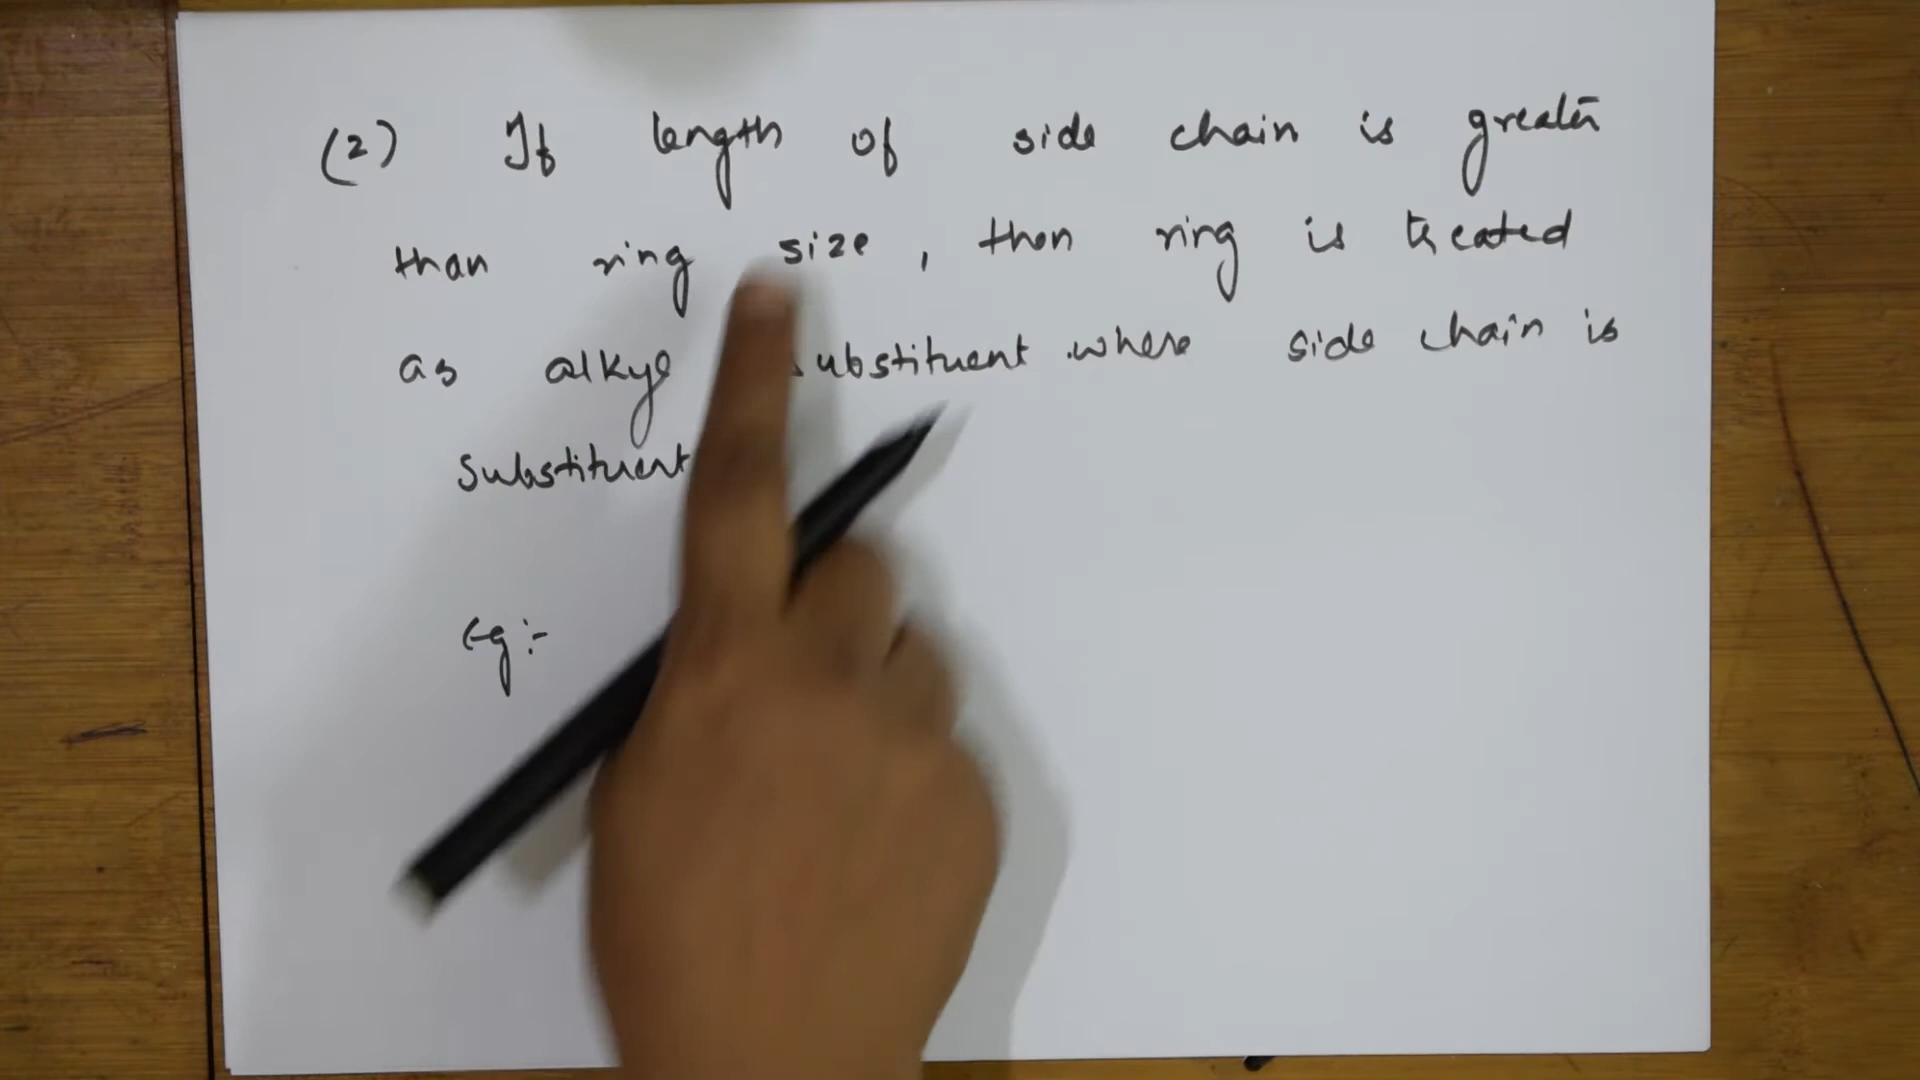 (2) If length of side chain is greater
than ring size, then ring is treated
as alkyl substituent where side chain is
substituent
eg:-